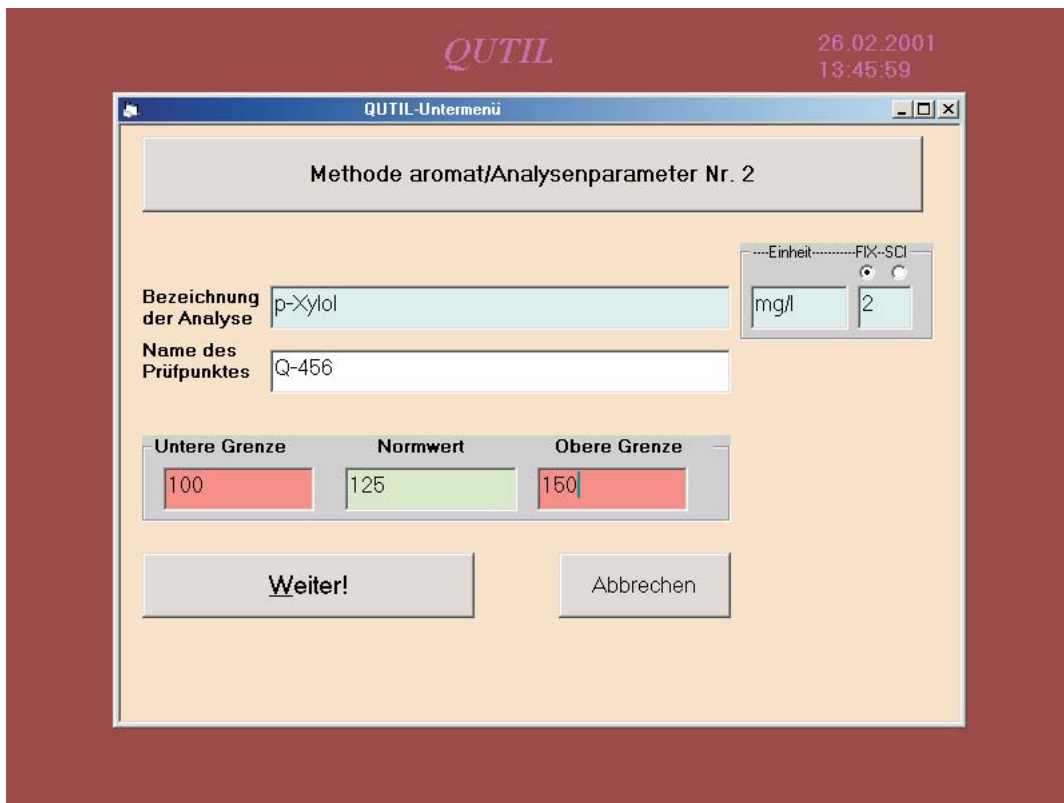 QUTIL
26.02.2001
13:45:59
QUTIL-Untermenü
Methode aromat/Analysenparameter Nr. 2
----Einheit----------FIX--SCI
Bezeichnung
der Analyse
p-Xylol
mg/l
2
Name des
Prüfpunktes
Q-456
Untere Grenze Normwert Obere Grenze
100 125 150
Weiter! Abbrechen